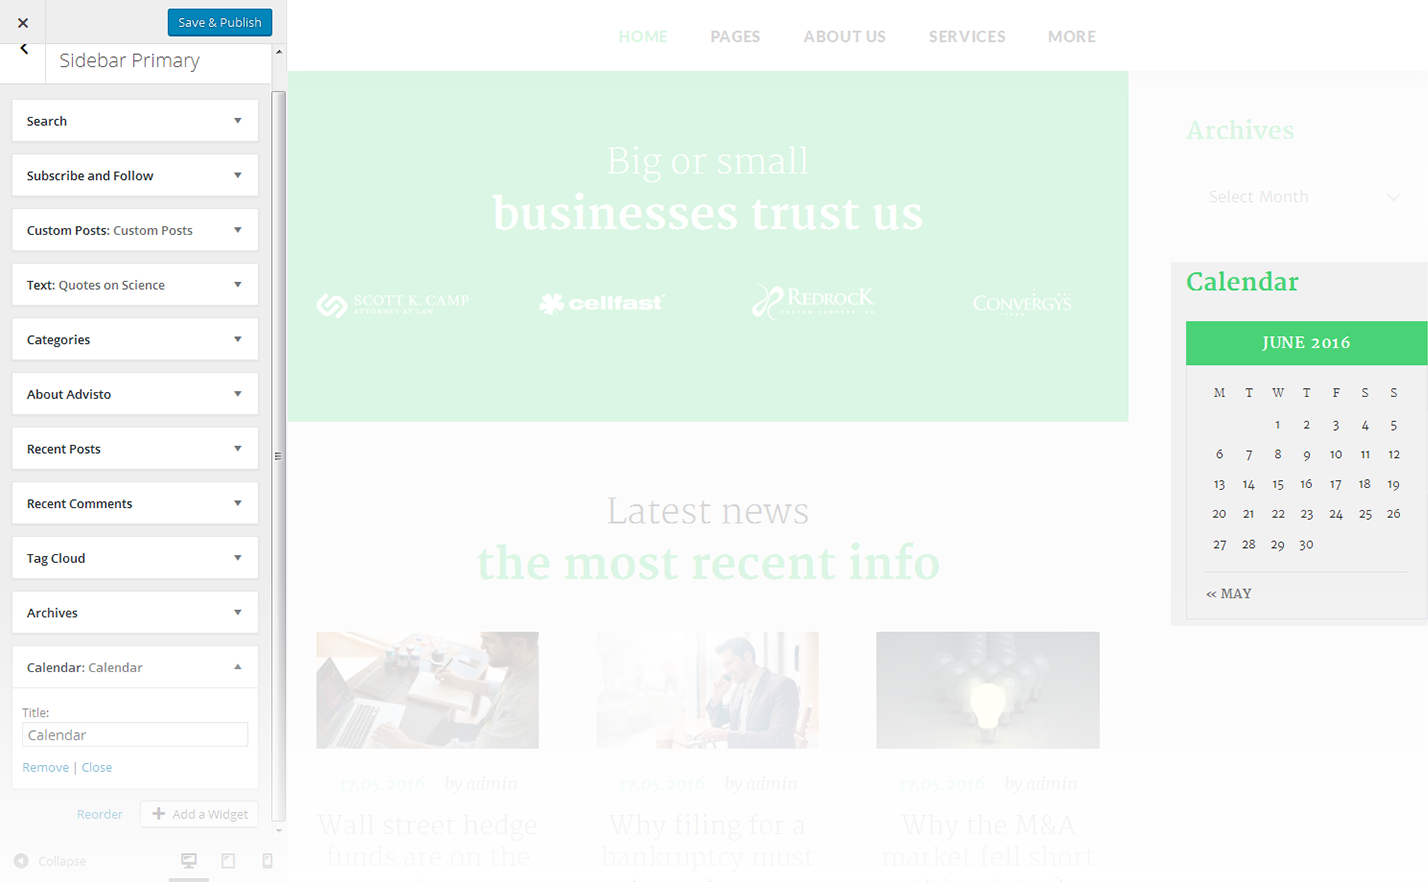 Save & Publish
Sidebar Primary
Search
Subscribe and Follow
Custom Posts: Custom Posts
Text: Quotes on Science
Categories
About Advisto
Recent Posts
Recent Comments
Tag Cloud
Archives
Calendar: Calendar
Title:
Calendar
Remove | Close
Reorder
Add a Widget
Collapse
HOME PAGES ABOUT US SERVICES MORE
Big or small
businesses trust us
SCOTT K. CAMP
ATTORNEY AT LAW
cellfast
REDROCK
CONVERGYS
Latest news
the most recent info
17.05.2016 by admin
Wall street hedge
funds are on the
17.05.2016 by admin
Why filing for a
bankruptcy must
17.05.2016 by admin
Why the M&A
market fell short
Archives
Select Month
Calendar
JUNE 2016
M T W T F S S
1 2 3 4 5
6 7 8 9 10 11 12
13 14 15 16 17 18 19
20 21 22 23 24 25 26
27 28 29 30
« MAY